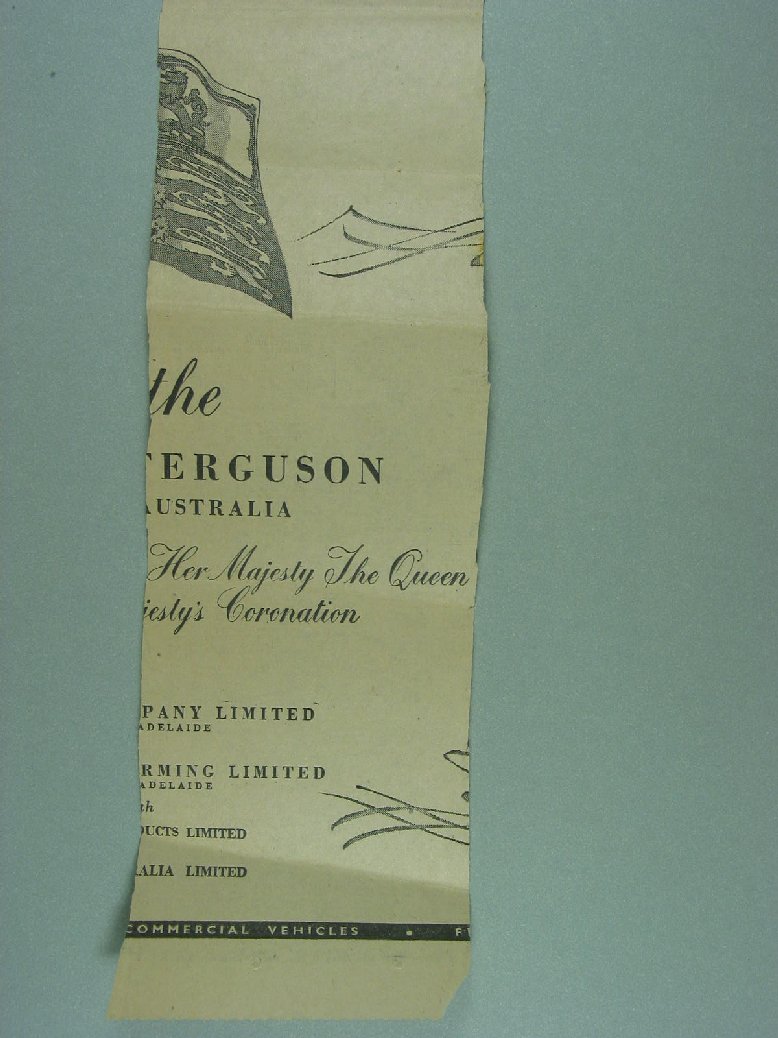 the
FERGUSON
AUSTRALIA
Her Majesty The Queen
jesty's Coronation
PANY LIMITED
ADELAIDE
RMING LIMITED
ADELAIDE
th
DUCTS LIMITED
ALIA LIMITED
COMMERCIAL VEHICLES ▪ F